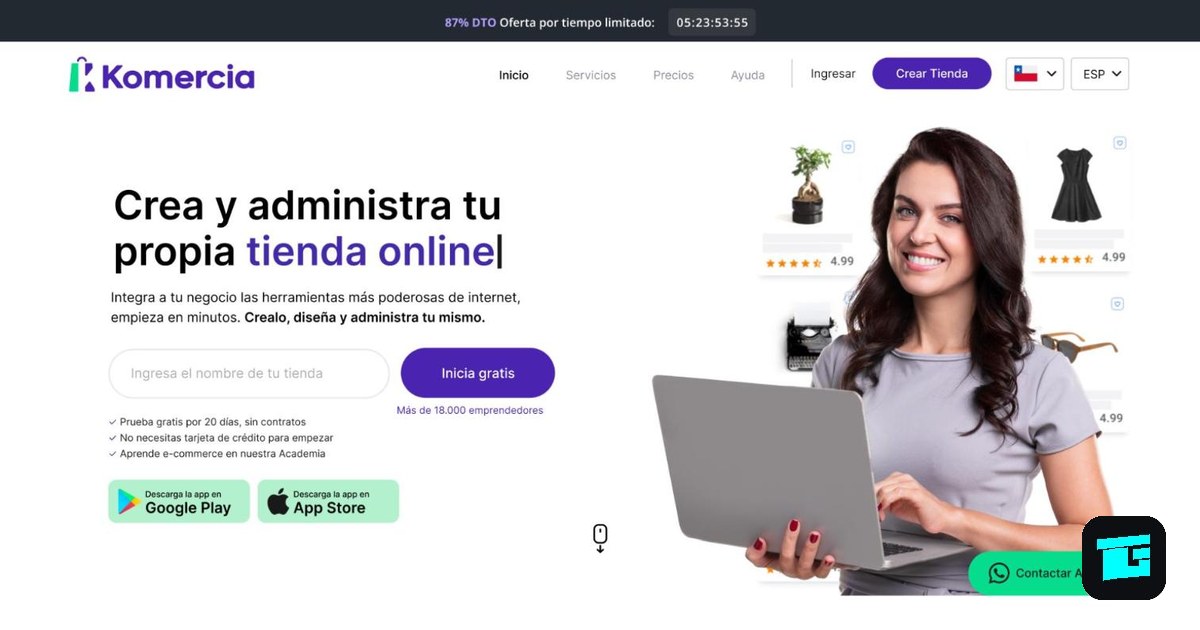 87% DTO Oferta por tiempo limitado: 05:23:53:55
Komercia
Inicio Servicios Precios Ayuda Ingresar Crear Tienda ESP
Crea y administra tu
propia tienda online
Integra a tu negocio las herramientas más poderosas de internet,
empieza en minutos. Crealo, diseña y administra tu mismo.
Ingresa el nombre de tu tienda
Inicia gratis
Más de 18.000 emprendedores
Prueba gratis por 20 días, sin contratos
No necesitas tarjeta de crédito para empezar
Aprende e-commerce en nuestra Academia
Descarga la app en
Google Play
Descarga la app en
App Store
4.99
4.99
4.99
Contactar A
TG